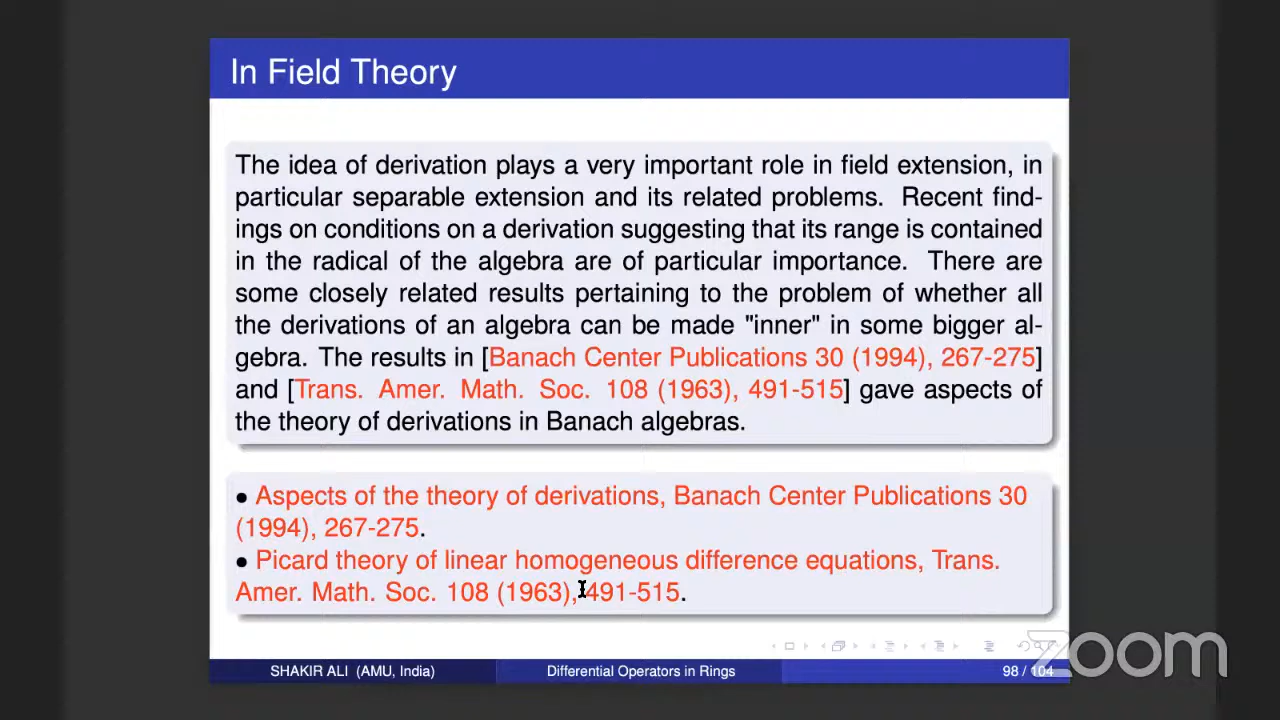 In Field Theory
The idea of derivation plays a very important role in field extension, in
particular separable extension and its related problems. Recent find-
ings on conditions on a derivation suggesting that its range is contained
in the radical of the algebra are of particular importance. There are
some closely related results pertaining to the problem of whether all
the derivations of an algebra can be made "inner" in some bigger al-
gebra. The results in [Banach Center Publications 30 (1994), 267-275]
and [Trans. Amer. Math. Soc. 108 (1963), 491-515] gave aspects of
the theory of derivations in Banach algebras.
• Aspects of the theory of derivations, Banach Center Publications 30
(1994), 267-275.
• Picard theory of linear homogeneous difference equations, Trans.
Amer. Math. Soc. 108 (1963), 491-515.
SHAKIR ALI (AMU, India) Differential Operators in Rings 98 / 104
zoom